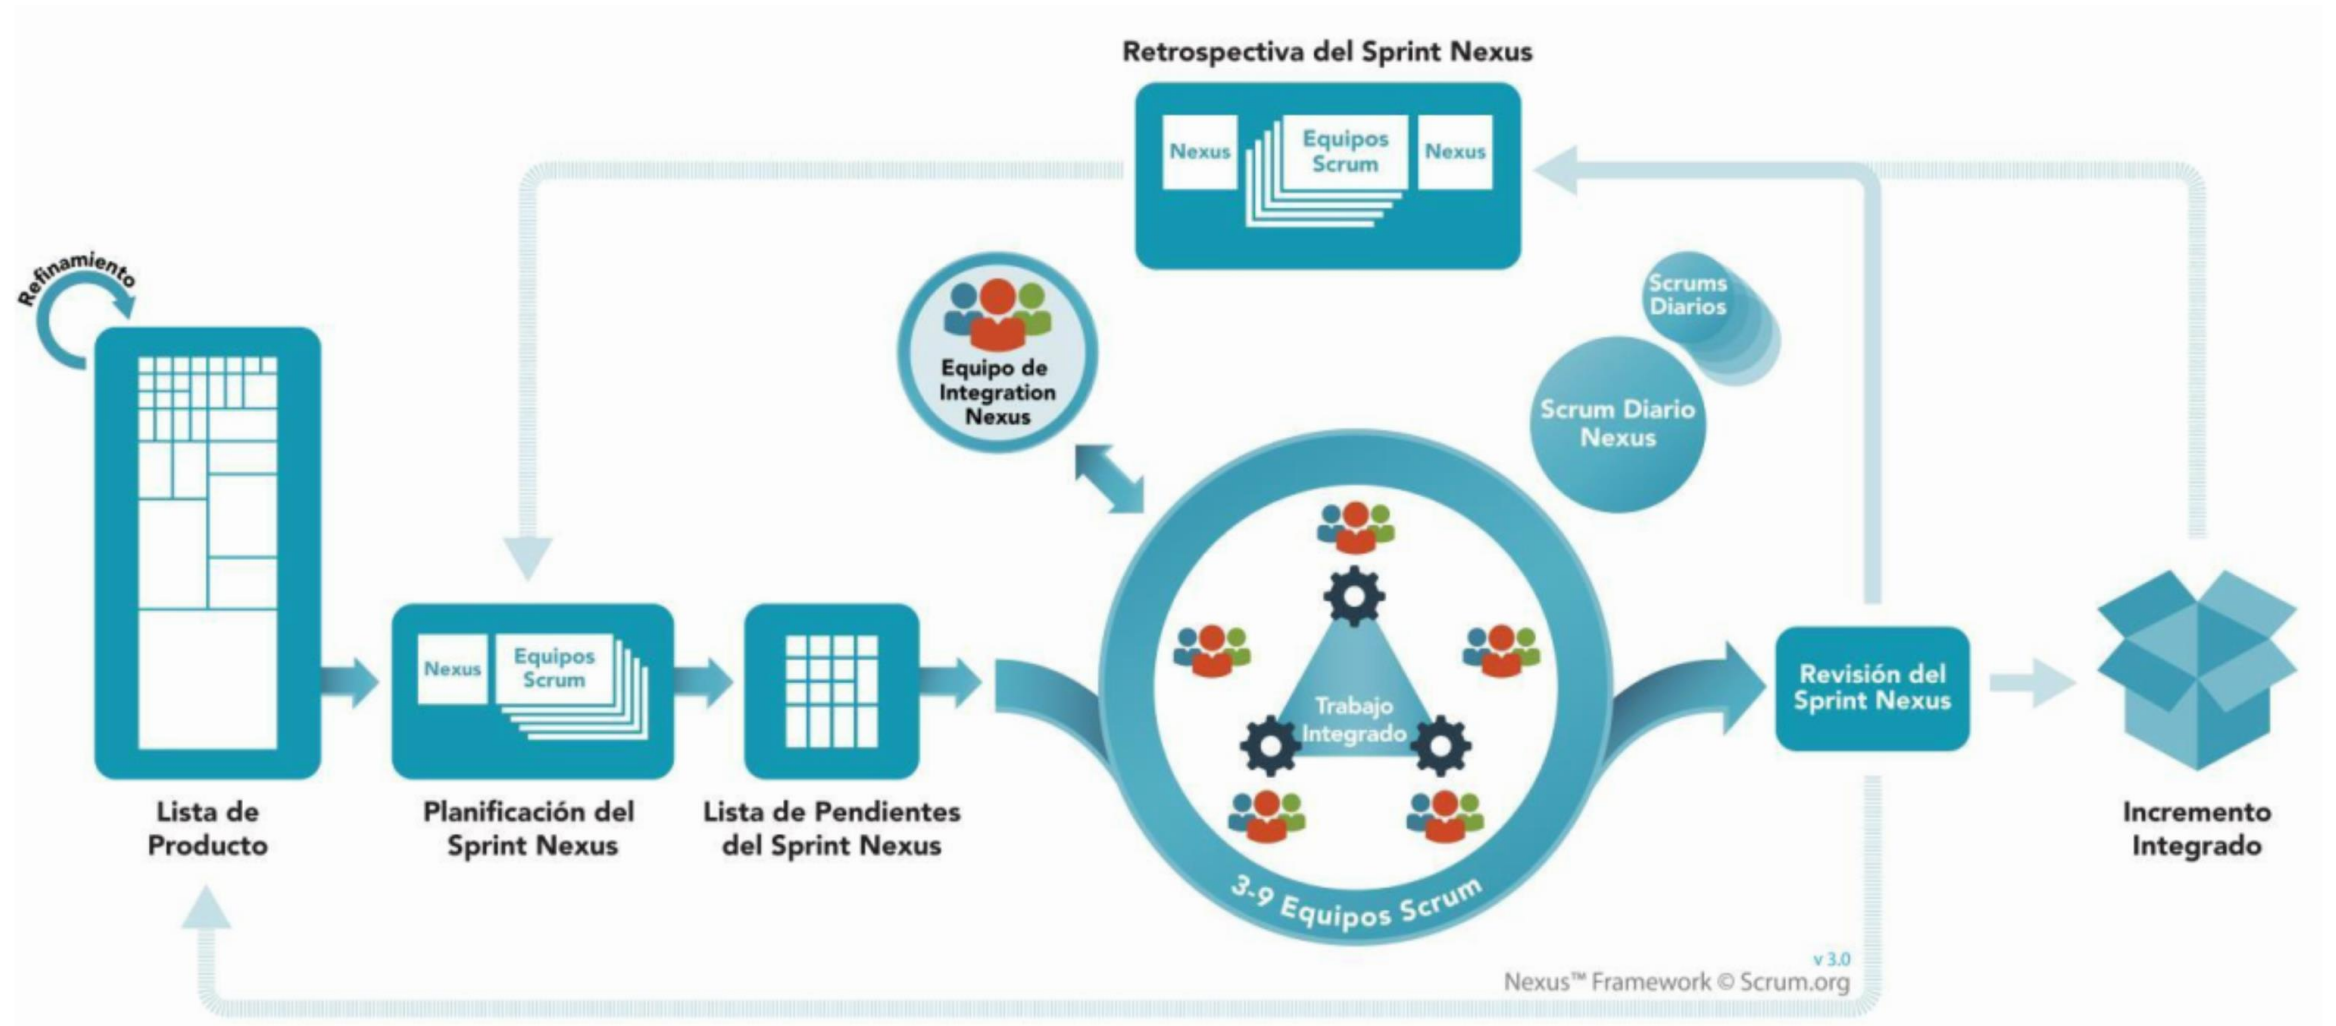 Retrospectiva del Sprint Nexus
Nexus
Equipos
Scrum
Nexus
Refinamiento
Equipo de
Integration
Nexus
Scrums
Diarios
Scrum Diario
Nexus
Nexus
Equipos
Scrum
Trabajo
Integrado
Revisión del
Sprint Nexus
Lista de
Producto
Planificación del
Sprint Nexus
Lista de Pendientes
del Sprint Nexus
3-9 Equipos Scrum
Incremento
Integrado
v 3.0
Nexus™ Framework © Scrum.org